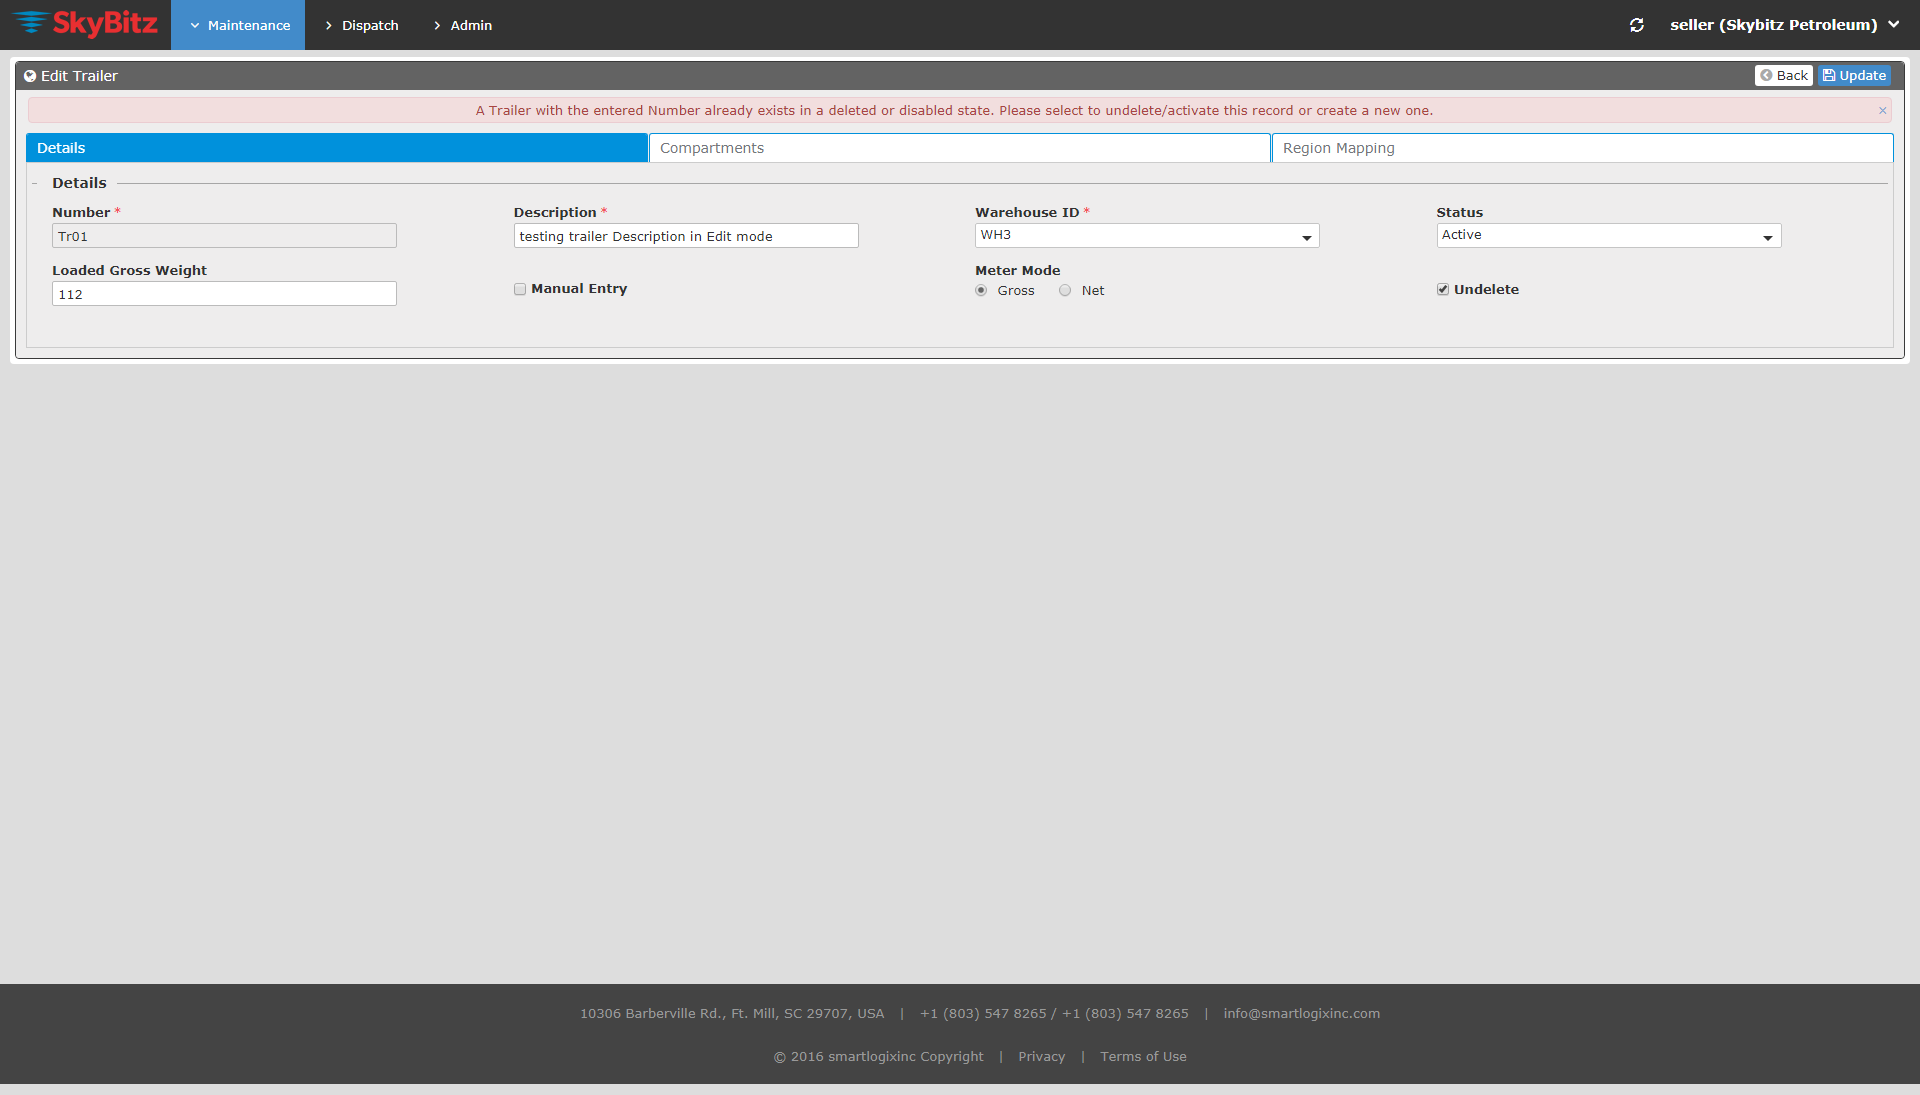 SkyBitz
Maintenance
Dispatch
Admin
seller (Skybitz Petroleum)
Edit Trailer
Back
Update
A Trailer with the entered Number already exists in a deleted or disabled state. Please select to undelete/activate this record or create a new one.
×
Details
Compartments
Region Mapping
- Details
Number *
Description *
Warehouse ID *
Status
Tr01
testing trailer Description in Edit mode
WH3
Active
Loaded Gross Weight
Meter Mode
112
Manual Entry
Gross
Net
Undelete
10306 Barberville Rd., Ft. Mill, SC 29707, USA | +1 (803) 547 8265 / +1 (803) 547 8265 | info@smartlogixinc.com
© 2016 smartlogixinc Copyright | Privacy | Terms of Use